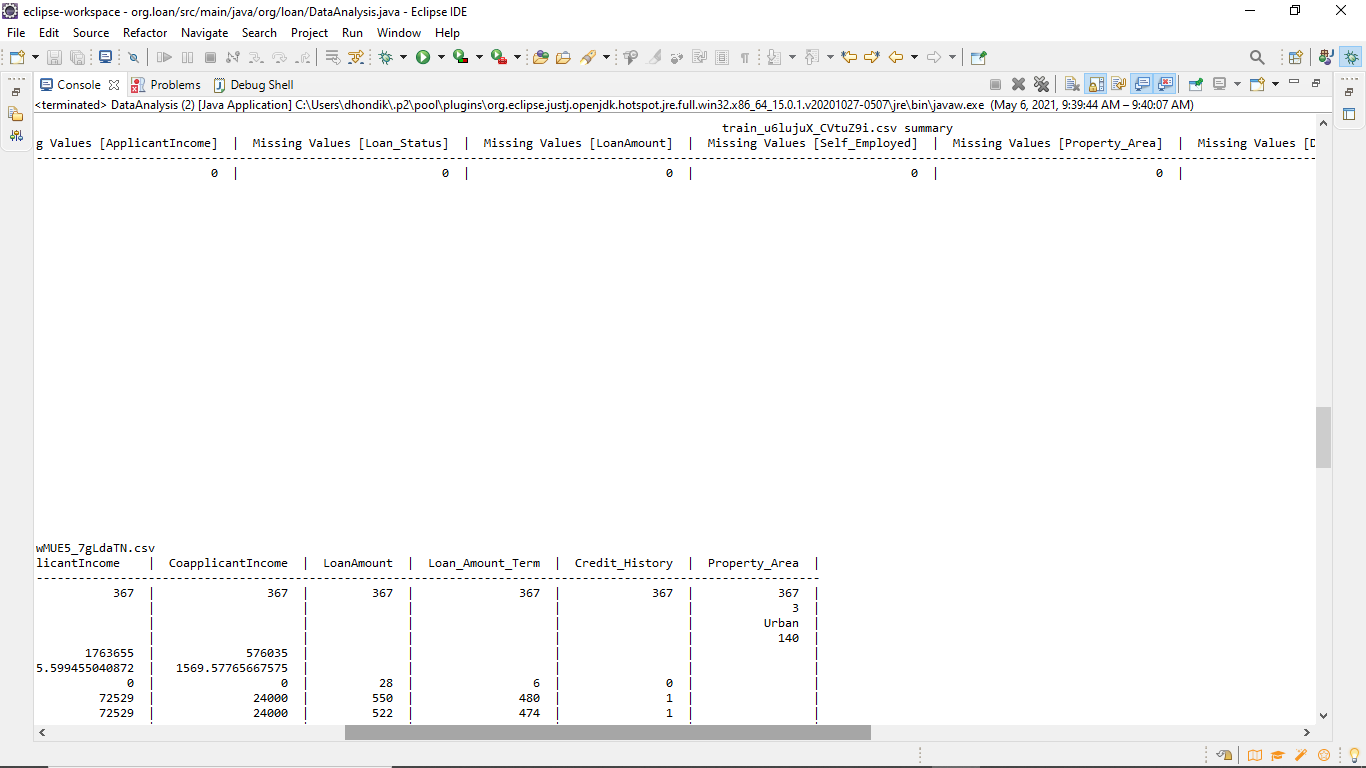 eclipse-workspace - org.loan/src/main/java/org/loan/DataAnalysis.java - Eclipse IDE
File Edit Source Refactor Navigate Search Project Run Window Help
Console Problems Debug Shell
<terminated> DataAnalysis (2) [Java Application] C:\Users\dhondik\.p2\pool\plugins\org.eclipse.justj.openjdk.hotspot.jre.full.win32.x86_64_15.0.1.v20201027-0507\jre\bin\javaw.exe (May 6, 2021, 9:39:44 AM – 9:40:07 AM)
train_u6lujuX_CVtuZ9i.csv summary
g Values [ApplicantIncome] | Missing Values [Loan_Status] | Missing Values [LoanAmount] | Missing Values [Self_Employed] | Missing Values [Property_Area] | Missing Values [D
0 | 0 | 0 | 0 | 0 |
wMUE5_7gLdaTN.csv
licantIncome | CoapplicantIncome | LoanAmount | Loan_Amount_Term | Credit_History | Property_Area |
367 | 367 | 367 | 367 | 367 | 367 |
| | | | | 3 |
| | | | | Urban |
| | | | | 140 |
1763655 | 576035 | | | | |
5.599455040872 | 1569.57765667575 | | | | |
0 | 0 | 28 | 6 | 0 | |
72529 | 24000 | 550 | 480 | 1 | |
72529 | 24000 | 522 | 474 | 1 | |